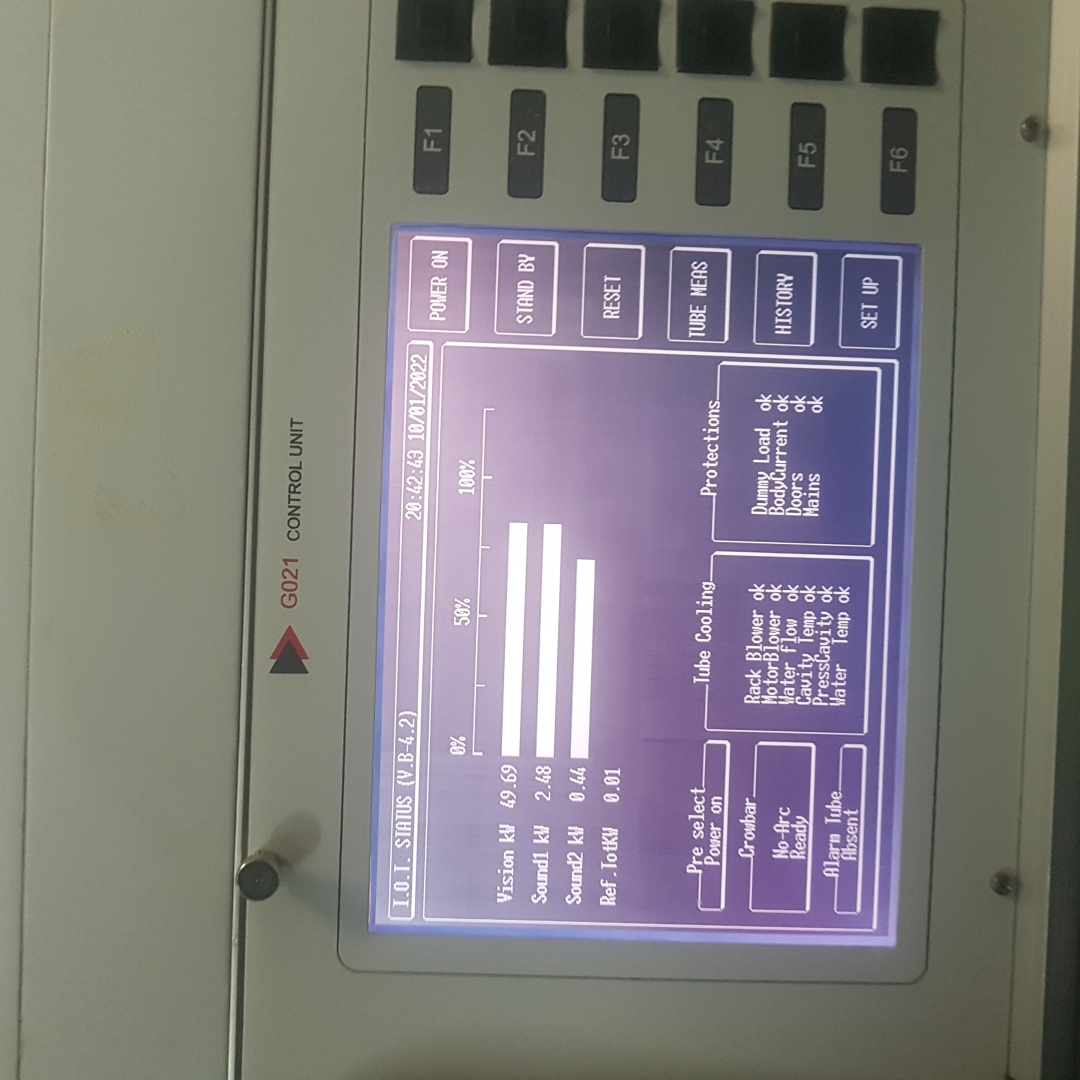 G021 CONTROL UNIT
I.O.T. STATUS (V.B-4.2) 20:42:43 10/01/2022
0% 50% 100%
Vision kW 49.69
Sound1 kW 2.48
Sound2 kW 0.44
Ref.TotKW 0.01
Pre select
Power on
Crowbar
No-Arc
Ready
Alarm Tube
Absent
Tube Cooling
Rack Blower ok
MotorBlower ok
Water flow ok
Cavity Temp ok
PressCavity ok
Water Temp ok
Protections
Dummy Load ok
BodyCurrent ok
Doors ok
Mains ok
POWER ON F1
STAND BY F2
RESET F3
TUBE MEAS F4
HISTORY F5
SET UP F6